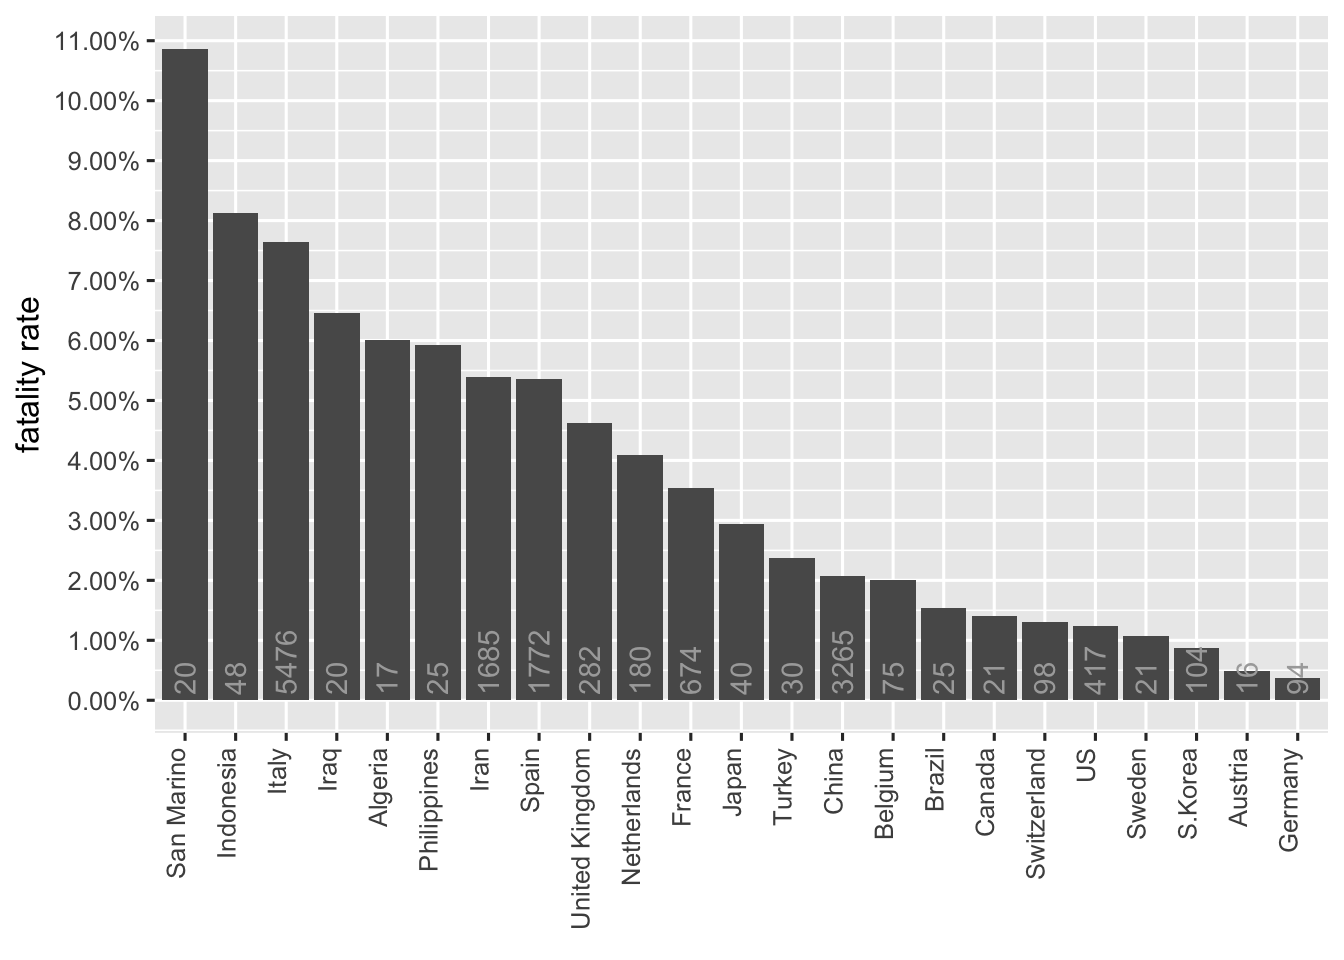 fatality rate
11.00%
10.00%
9.00%
8.00%
7.00%
6.00%
5.00%
4.00%
3.00%
2.00%
1.00%
0.00%
20
48
5476
20
17
25
1685
1772
282
180
674
40
30
3265
75
25
21
98
417
21
104
16
94
San Marino
Indonesia
Italy
Iraq
Algeria
Philippines
Iran
Spain
United Kingdom
Netherlands
France
Japan
Turkey
China
Belgium
Brazil
Canada
Switzerland
US
Sweden
S.Korea
Austria
Germany